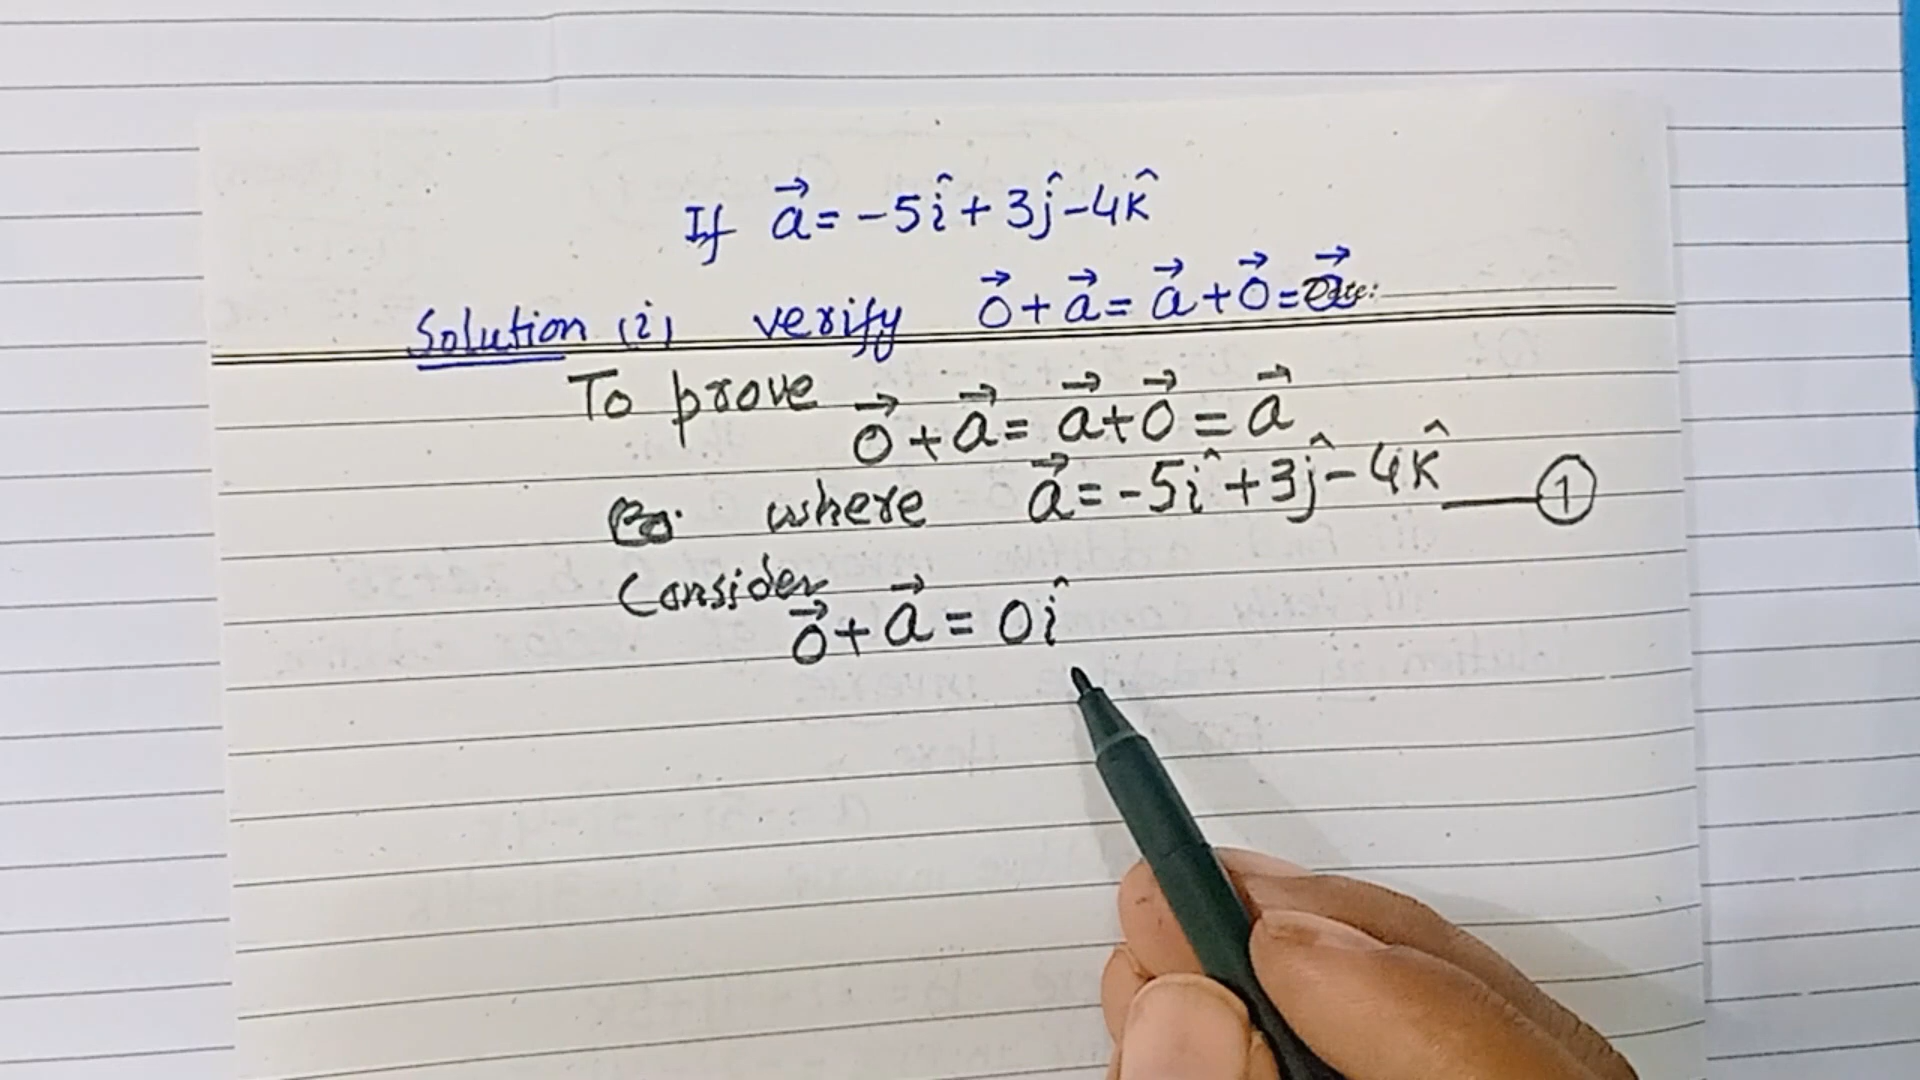 If a⃗ = -5î + 3ĵ - 4k̂
Solution (i) verify 0⃗ + a⃗ = a⃗ + 0⃗ = a⃗
Date:
To prove
0⃗ + a⃗ = a⃗ + 0⃗ = a⃗
where a⃗ = -5î + 3ĵ - 4k̂ —— ①
Consider
0⃗ + a⃗ = 0î